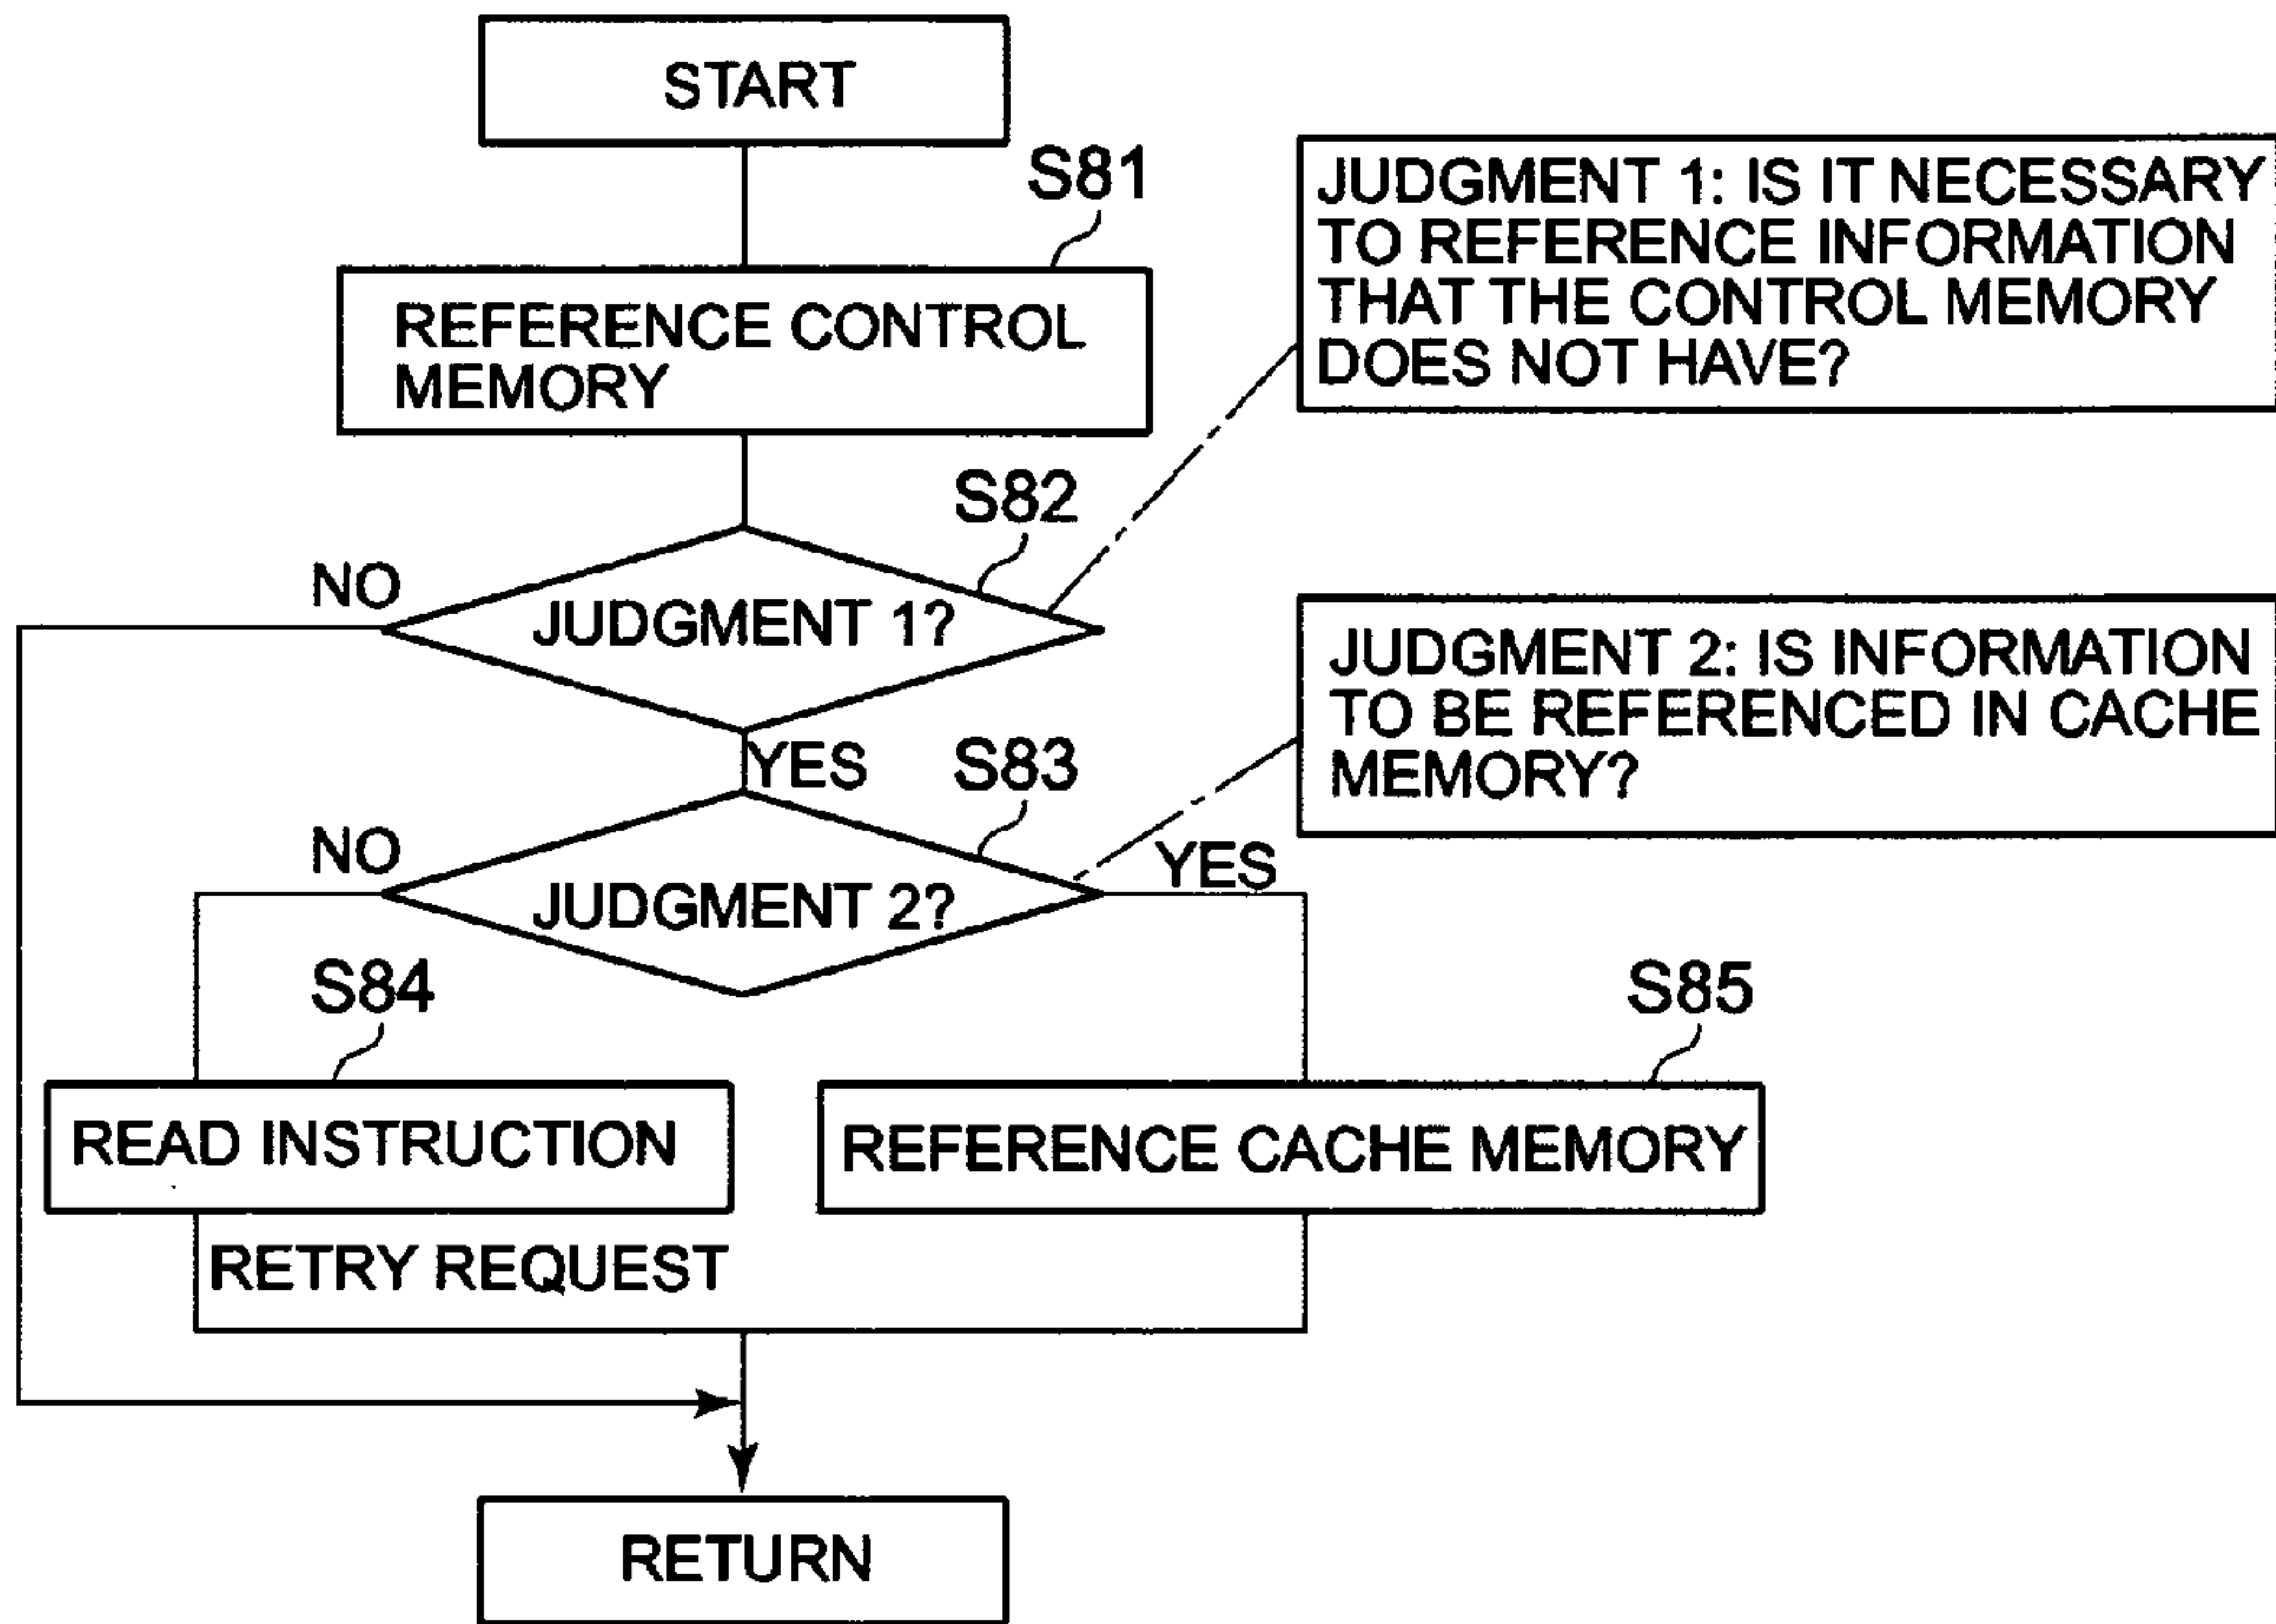 START
S81
REFERENCE CONTROL
MEMORY
JUDGMENT 1: IS IT NECESSARY
TO REFERENCE INFORMATION
THAT THE CONTROL MEMORY
DOES NOT HAVE?
S82
NO
JUDGMENT 1?
YES
JUDGMENT 2: IS INFORMATION
TO BE REFERENCED IN CACHE
MEMORY?
S83
NO
YES
JUDGMENT 2?
S84
S85
READ INSTRUCTION
REFERENCE CACHE MEMORY
RETRY REQUEST
RETURN